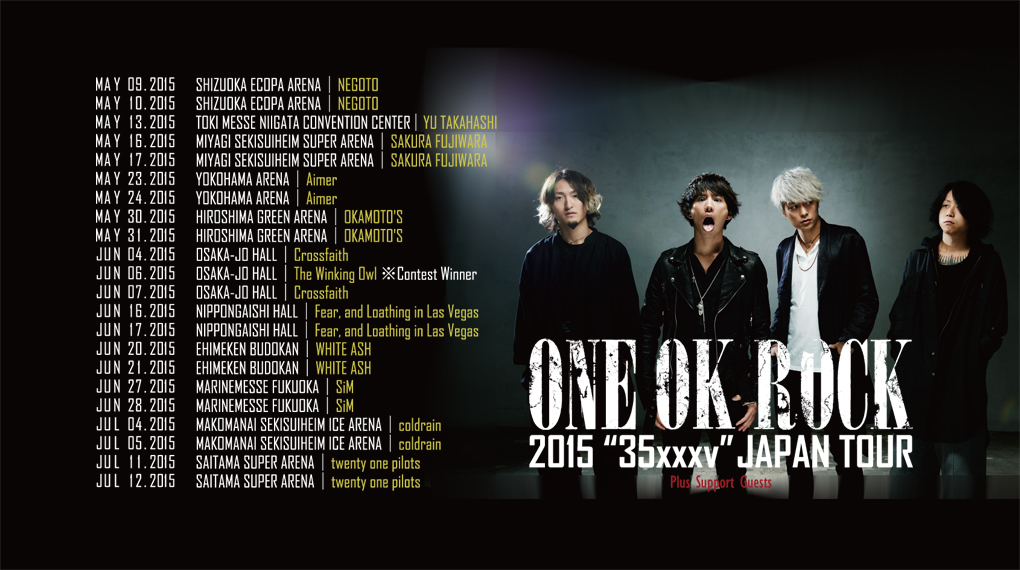 MAY 09.2015 SHIZUOKA ECOPA ARENA | NEGOTO
MAY 10.2015 SHIZUOKA ECOPA ARENA | NEGOTO
MAY 13.2015 TOKI MESSE NIIGATA CONVENTION CENTER | YU TAKAHASHI
MAY 16.2015 MIYAGI SEKISUIHEIM SUPER ARENA | SAKURA FUJIWARA
MAY 17.2015 MIYAGI SEKISUIHEIM SUPER ARENA | SAKURA FUJIWARA
MAY 23.2015 YOKOHAMA ARENA | Aimer
MAY 24.2015 YOKOHAMA ARENA | Aimer
MAY 30.2015 HIROSHIMA GREEN ARENA | OKAMOTO'S
MAY 31.2015 HIROSHIMA GREEN ARENA | OKAMOTO'S
JUN 04.2015 OSAKA-JO HALL | Crossfaith
JUN 06.2015 OSAKA-JO HALL | The Winking Owl ※Contest Winner
JUN 07.2015 OSAKA-JO HALL | Crossfaith
JUN 16.2015 NIPPONGAISHI HALL | Fear, and Loathing in Las Vegas
JUN 17.2015 NIPPONGAISHI HALL | Fear, and Loathing in Las Vegas
JUN 20.2015 EHIMEKEN BUDOKAN | WHITE ASH
JUN 21.2015 EHIMEKEN BUDOKAN | WHITE ASH
JUN 27.2015 MARINEMESSE FUKUOKA | SiM
JUN 28.2015 MARINEMESSE FUKUOKA | SiM
JUL 04.2015 MAKOMANAI SEKISUIHEIM ICE ARENA | coldrain
JUL 05.2015 MAKOMANAI SEKISUIHEIM ICE ARENA | coldrain
JUL 11.2015 SAITAMA SUPER ARENA | twenty one pilots
JUL 12.2015 SAITAMA SUPER ARENA | twenty one pilots
ONE OK ROCK
2015 “35xxxv” JAPAN TOUR
Plus Support Guests